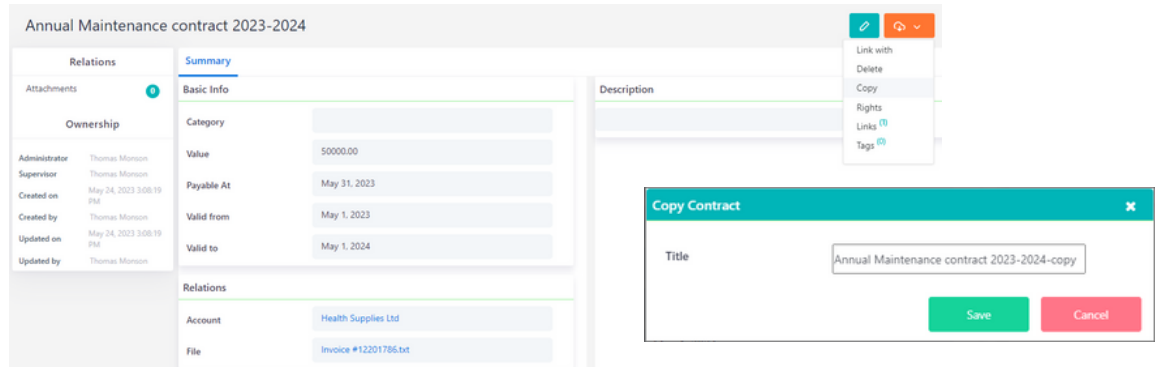 Annual Maintenance contract 2023-2024
Link with
Delete
Copy
Rights
Links (1)
Tags (0)
Relations
Attachments 0
Ownership
Administrator Thomas Monson
Supervisor Thomas Monson
Created on May 24, 2023 3:08:19
PM
Created by Thomas Monson
Updated on May 24, 2023 3:08:19
PM
Updated by Thomas Monson
Summary
Basic Info
Category
Value 50000.00
Payable At May 31, 2023
Valid from May 1, 2023
Valid to May 1, 2024
Relations
Account Health Supplies Ltd
File Invoice #12201786.txt
Description
Copy Contract
Title Annual Maintenance contract 2023-2024-copy
Save Cancel